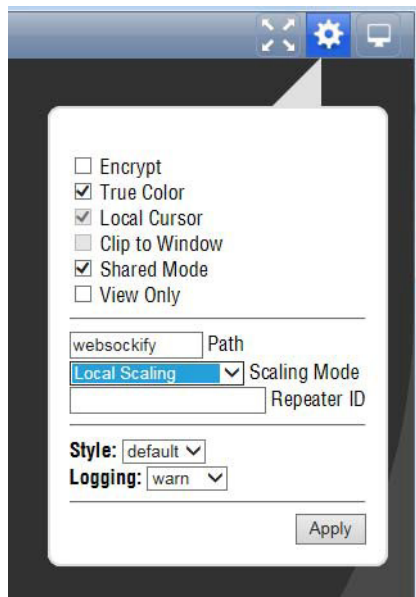 Encrypt
True Color
Local Cursor
Clip to Window
Shared Mode
View Only
websockify Path
Local Scaling Scaling Mode
Repeater ID
Style: default
Logging: warn
Apply